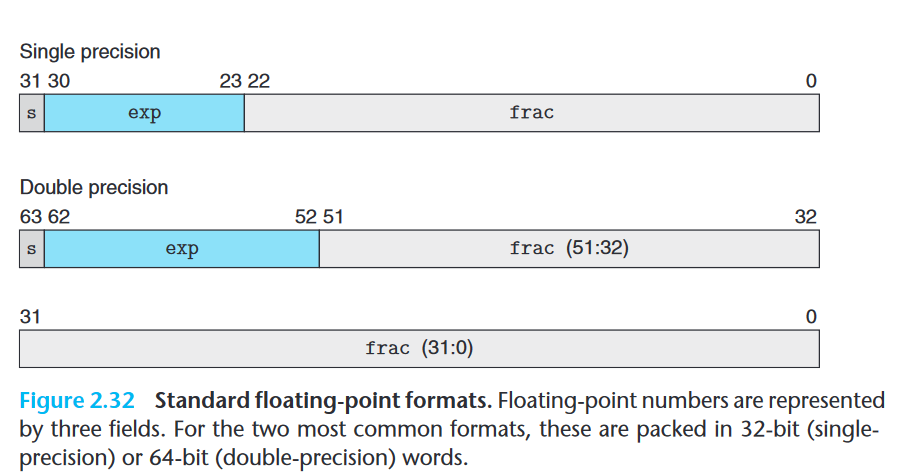 Single precision
31 30 23 22 0
s exp frac
Double precision
63 62 52 51 32
s exp frac (51:32)
31 0
frac (31:0)
Figure 2.32 Standard floating-point formats. Floating-point numbers are represented
by three fields. For the two most common formats, these are packed in 32-bit (single-
precision) or 64-bit (double-precision) words.